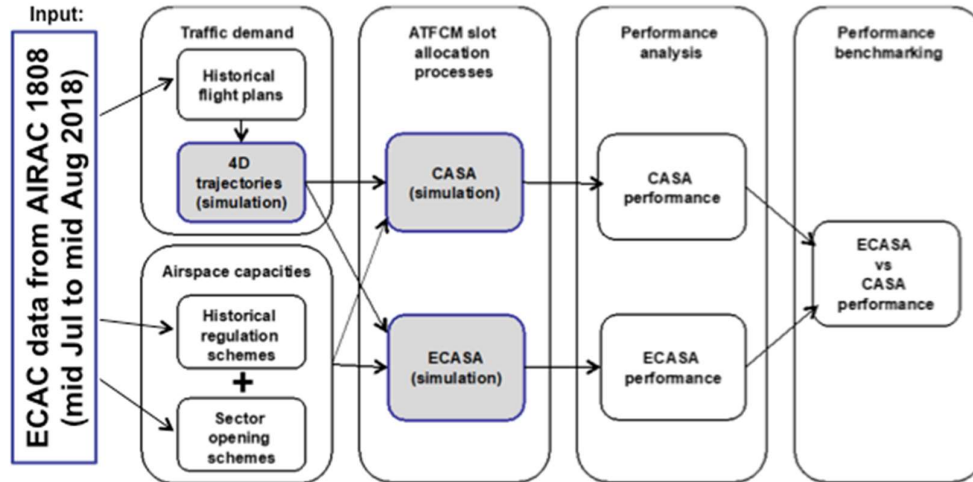 Input:
ECAC data from AIRAC 1808
(mid Jul to mid Aug 2018)
Traffic demand
Historical
flight plans
4D
trajectories
(simulation)
Airspace capacities
Historical
regulation
schemes
+
Sector
opening
schemes
ATFCM slot
allocation
processes
CASA
(simulation)
ECASA
(simulation)
Performance
analysis
CASA
performance
ECASA
performance
Performance
benchmarking
ECASA
vs
CASA
performance